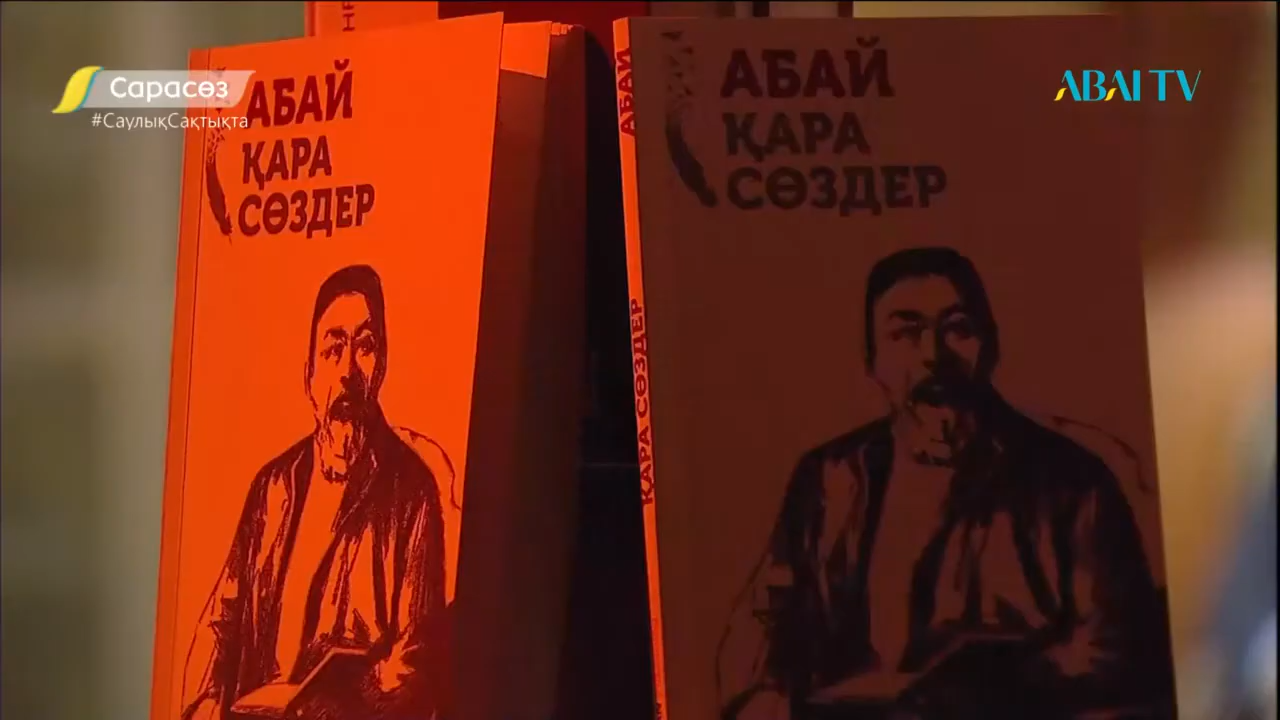 Сарасөз
#СаулықСақтықта
ABAI TV
АБАЙ
ҚАРА
СӨЗДЕР
АБАЙ
ҚАРА СӨЗДЕР
АБАЙ
ҚАРА
СӨЗДЕР